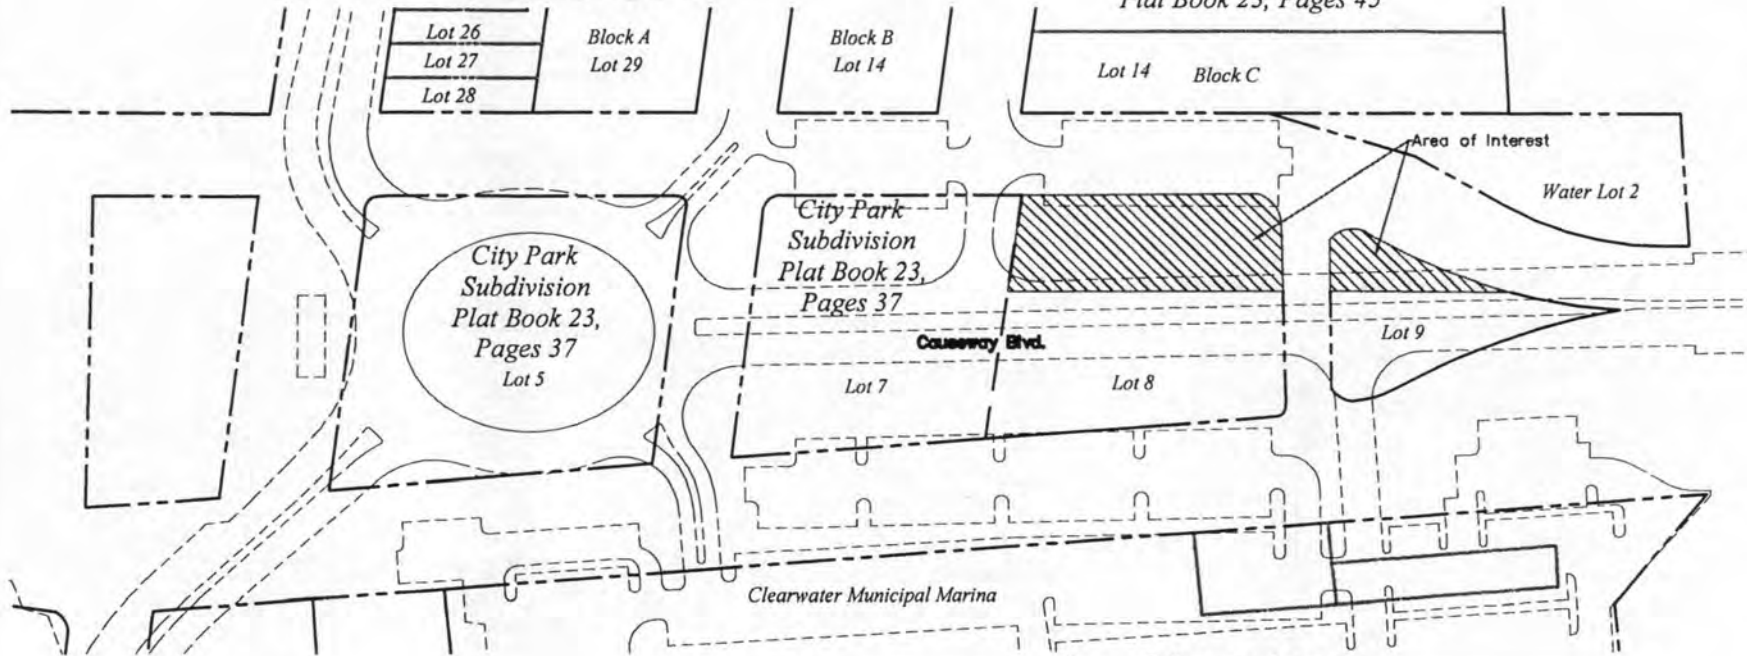 Plat Book 23, Pages 45
Lot 26
Lot 27
Lot 28
Block A
Lot 29
Block B
Lot 14
Lot 14 Block C
Area of Interest
Water Lot 2
City Park
Subdivision
Plat Book 23,
Pages 37
Lot 5
City Park
Subdivision
Plat Book 23,
Pages 37
Causeway Blvd.
Lot 7
Lot 8
Lot 9
Clearwater Municipal Marina